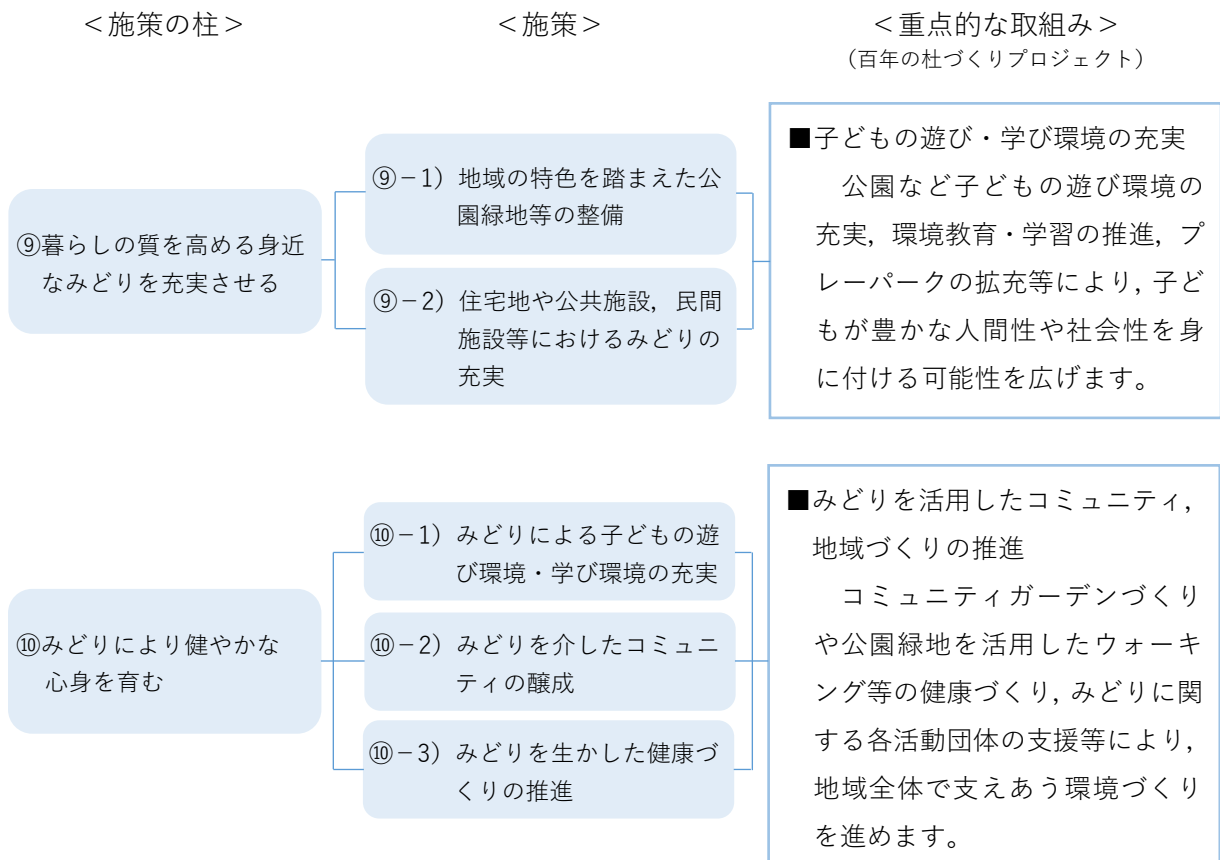 ＜施策の柱＞
＜施策＞
＜重点的な取組み＞
（百年の杜づくりプロジェクト）
⑨暮らしの質を高める身近
なみどりを充実させる
⑨－1）地域の特色を踏まえた公
園緑地等の整備
⑨－2）住宅地や公共施設，民間
施設等におけるみどりの
充実
■子どもの遊び・学び環境の充実
公園など子どもの遊び環境の
充実，環境教育・学習の推進，プ
レーパークの拡充等により，子ど
もが豊かな人間性や社会性を身
に付ける可能性を広げます。
⑩みどりにより健やかな
心身を育む
⑩－1）みどりによる子どもの遊
び環境・学び環境の充実
⑩－2）みどりを介したコミュニ
ティの醸成
⑩－3）みどりを生かした健康づ
くりの推進
■みどりを活用したコミュニティ，
地域づくりの推進
コミュニティガーデンづくり
や公園緑地を活用したウォーキ
ング等の健康づくり，みどりに関
する各活動団体の支援等により，
地域全体で支えあう環境づくり
を進めます。